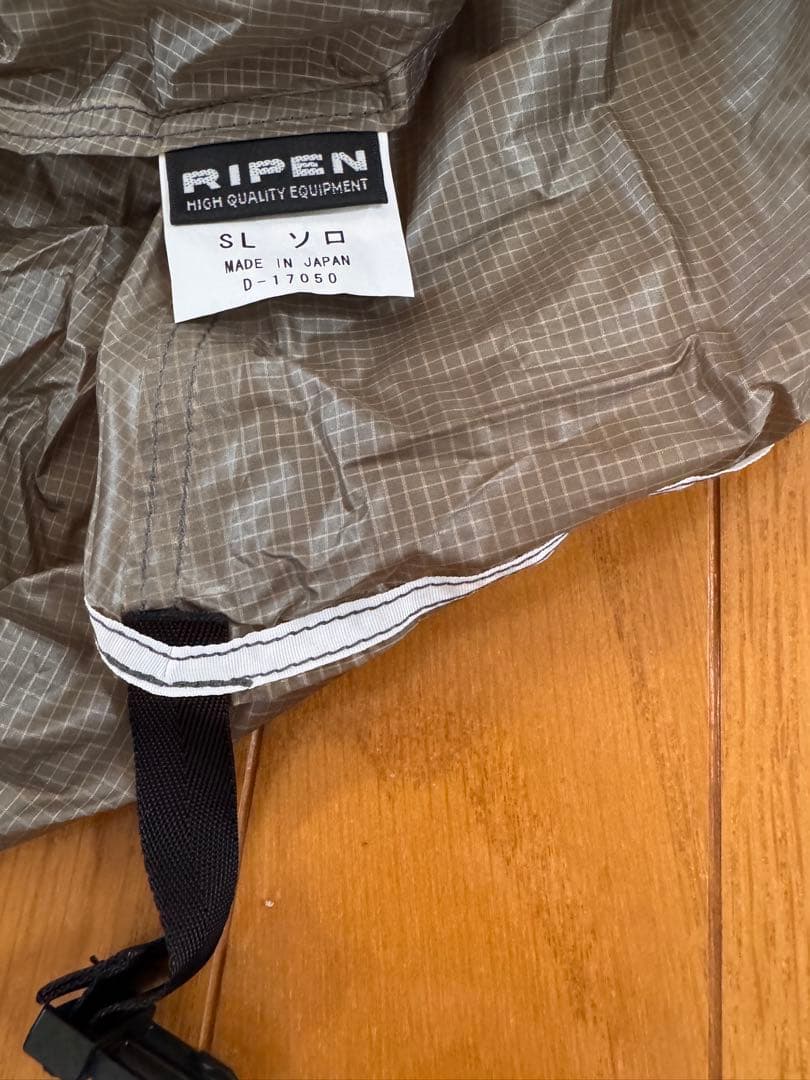 RIPEN
HIGH QUALITY EQUIPMENT
SL ソロ
MADE IN JAPAN
D-17050